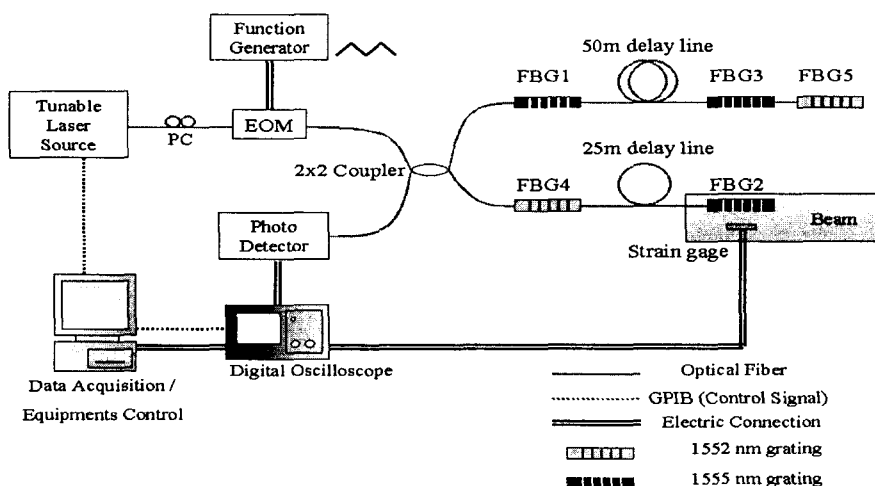 Function
Generator
50m delay line
FBG1
FBG3
FBG5
Tunable
Laser
Source
PC
EOM
2x2 Coupler
25m delay line
FBG4
FBG2
Beam
Photo
Detector
Strain gage
Digital Oscilloscope
Data Acquisition /
Equipments Control
Optical Fiber
GPIB (Control Signal)
Electric Connection
1552 nm grating
1555 nm grating